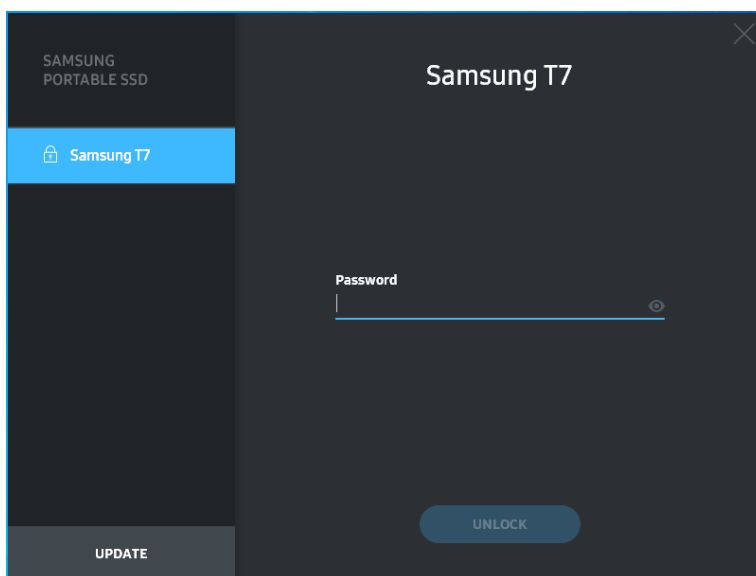 SAMSUNG
PORTABLE SSD
Samsung T7
Samsung T7
Password
UNLOCK
UPDATE